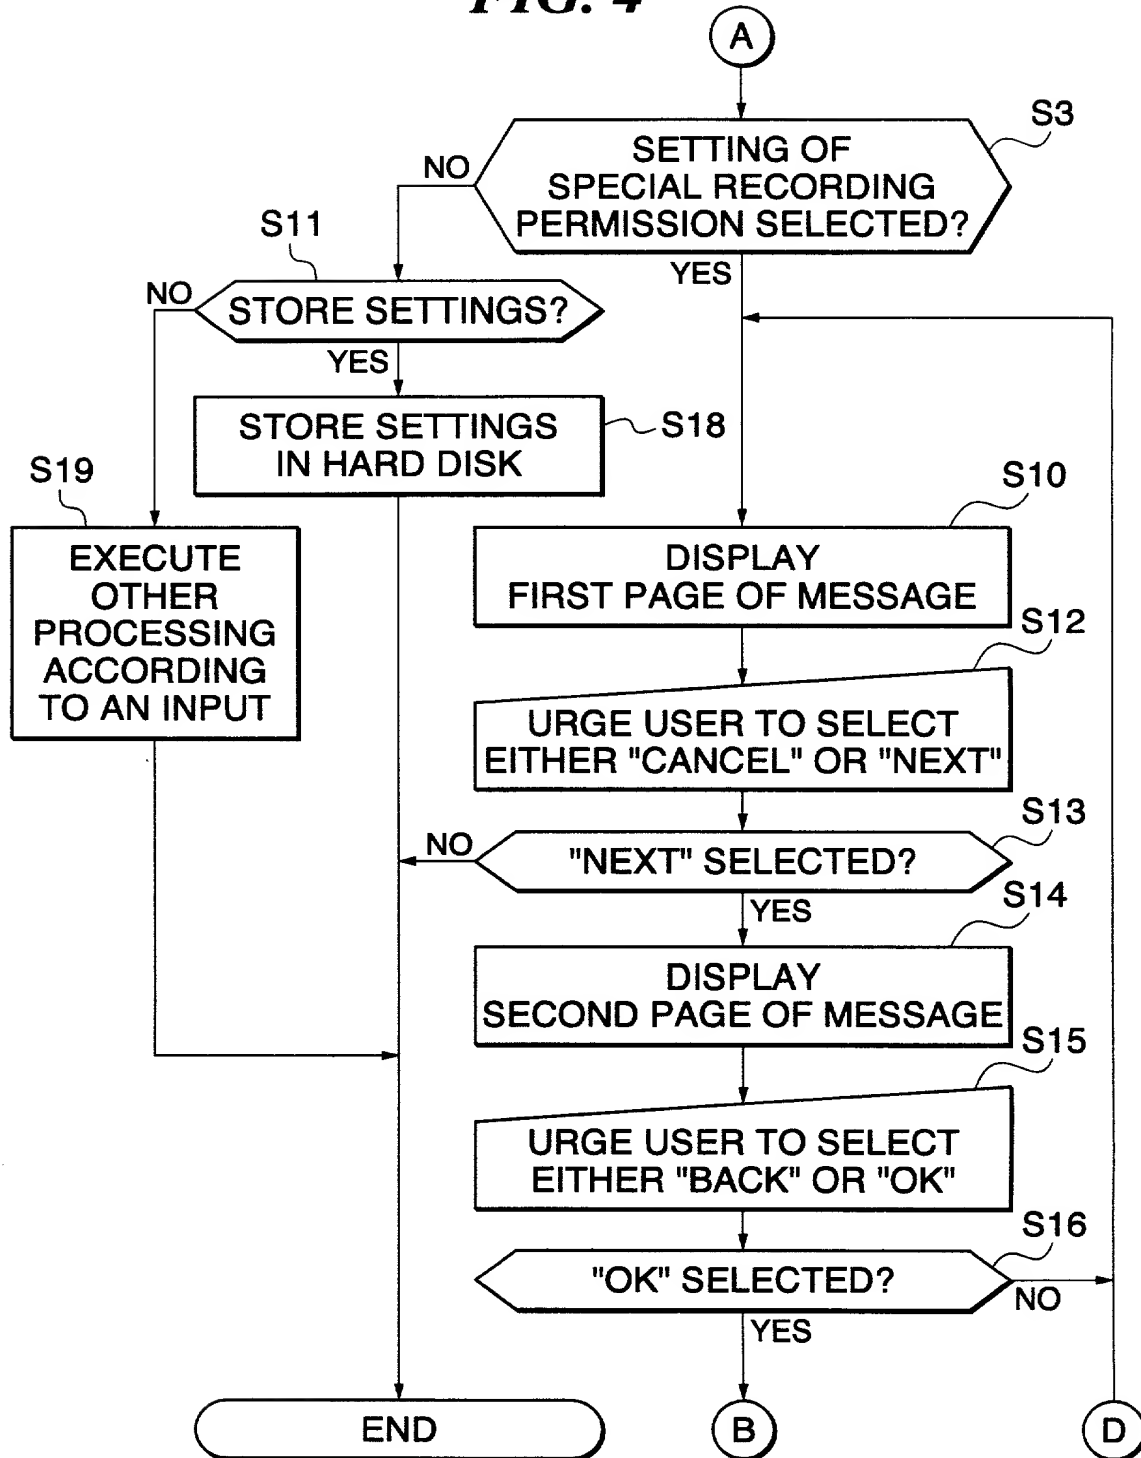 FIG. 4
A
S3
SETTING OF
SPECIAL RECORDING
PERMISSION SELECTED?
NO
YES
S11
STORE SETTINGS?
NO
YES
S18
STORE SETTINGS
IN HARD DISK
S19
EXECUTE
OTHER
PROCESSING
ACCORDING
TO AN INPUT
S10
DISPLAY
FIRST PAGE OF MESSAGE
S12
URGE USER TO SELECT
EITHER "CANCEL" OR "NEXT"
S13
"NEXT" SELECTED?
NO
YES
S14
DISPLAY
SECOND PAGE OF MESSAGE
S15
URGE USER TO SELECT
EITHER "BACK" OR "OK"
S16
"OK" SELECTED?
NO
YES
END
B
D